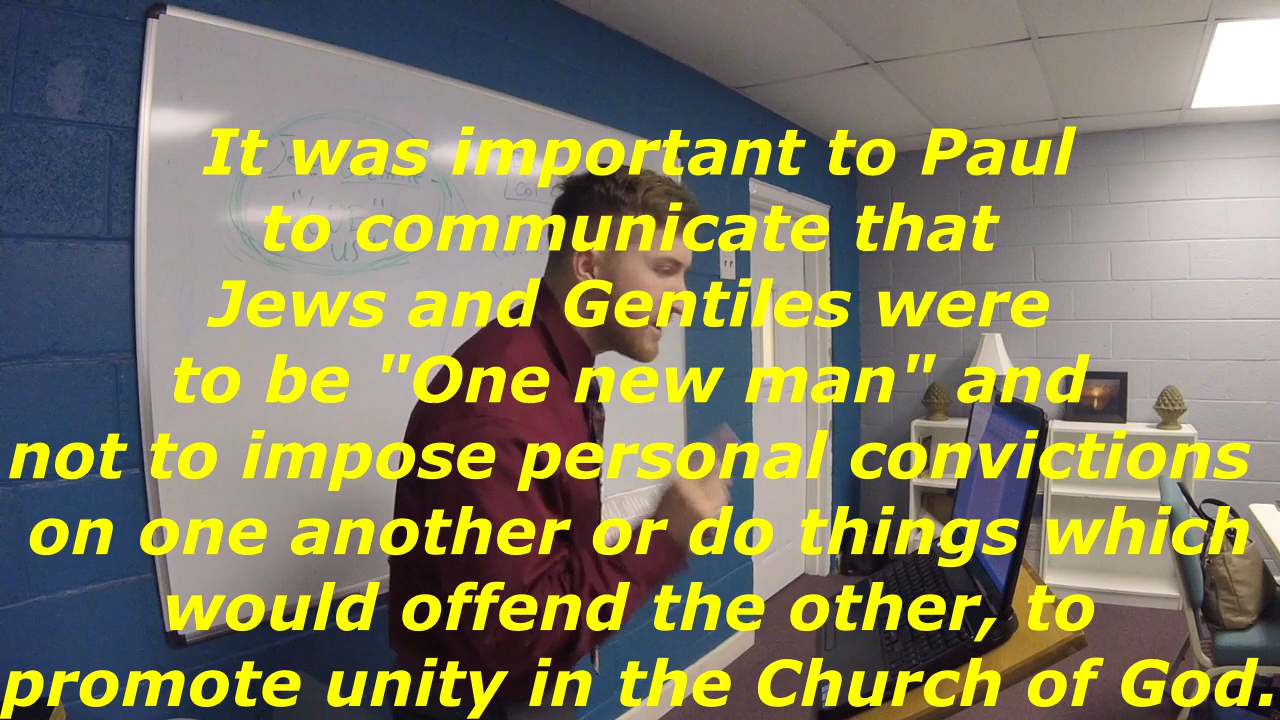 It was important to Paul
to communicate that
Jews and Gentiles were
to be "One new man" and
not to impose personal convictions
on one another or do things which
would offend the other, to
promote unity in the Church of God.
US